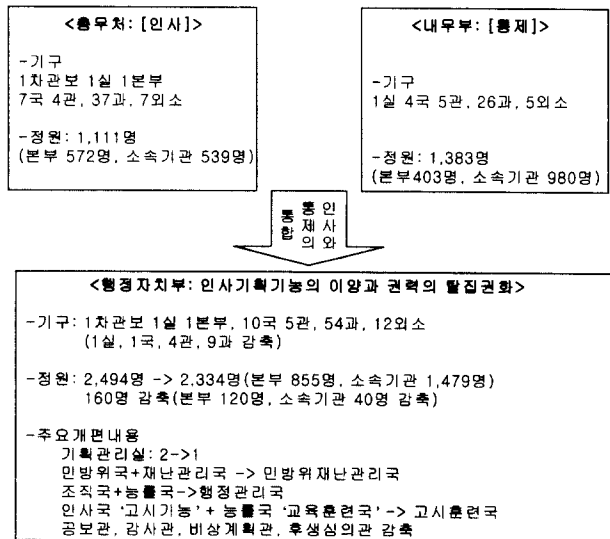 <총무처: [인사]>
-기구
1차관보 1실 1본부
7국 4관, 37과, 7외소
-정원: 1,111명
(본부 572명, 소속기관 539명)
<내무부: [통제]>
-기구
1실 4국 5관, 26과, 5외소
-정원: 1,383명
(본부403명, 소속기관 980명)
인사와
통제의
통합
<행정자치부: 인사기획기능의 이양과 권력의 탈집권화>
-기구: 1차관보 1실 1본부, 10국 5관, 54과, 12외소
(1실, 1국, 4관, 9과 감축)
-정원: 2,494명 -> 2,334명(본부 855명, 소속기관 1,479명)
160명 감축(본부 120명, 소속기관 40명 감축)
-주요개편내용
기획관리실: 2->1
민방위국+재난관리국 -> 민방위재난관리국
조직국+능률국->행정관리국
인사국 '고시기능' + 능률국 '교육훈련국' -> 고시훈련국
공보관, 감사관, 비상계획관, 후생심의관 감축